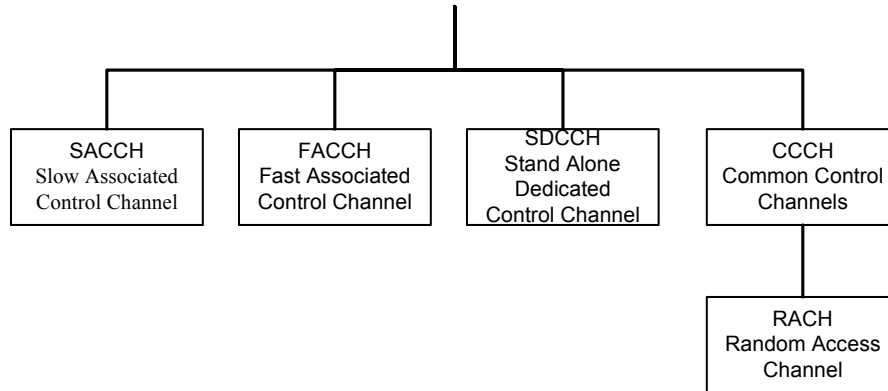 SACCH
Slow Associated
Control Channel
FACCH
Fast Associated
Control Channel
SDCCH
Stand Alone
Dedicated
Control Channel
CCCH
Common Control
Channels
RACH
Random Access
Channel